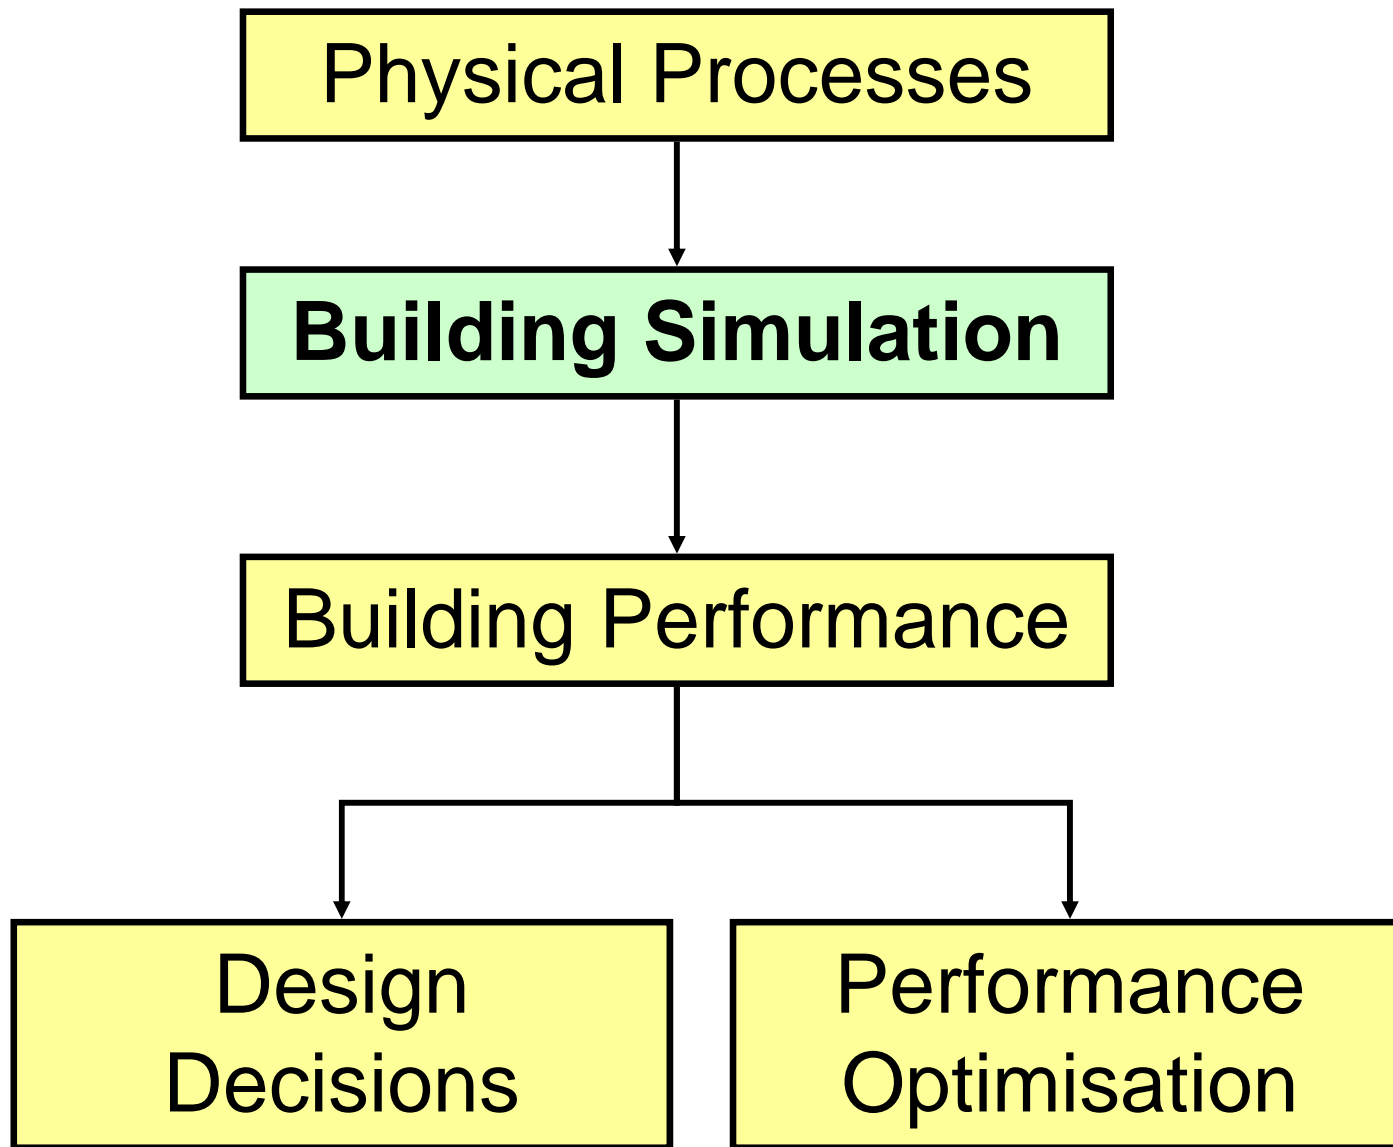 Physical Processes
Building Simulation
Building Performance
Design
Decisions
Performance
Optimisation